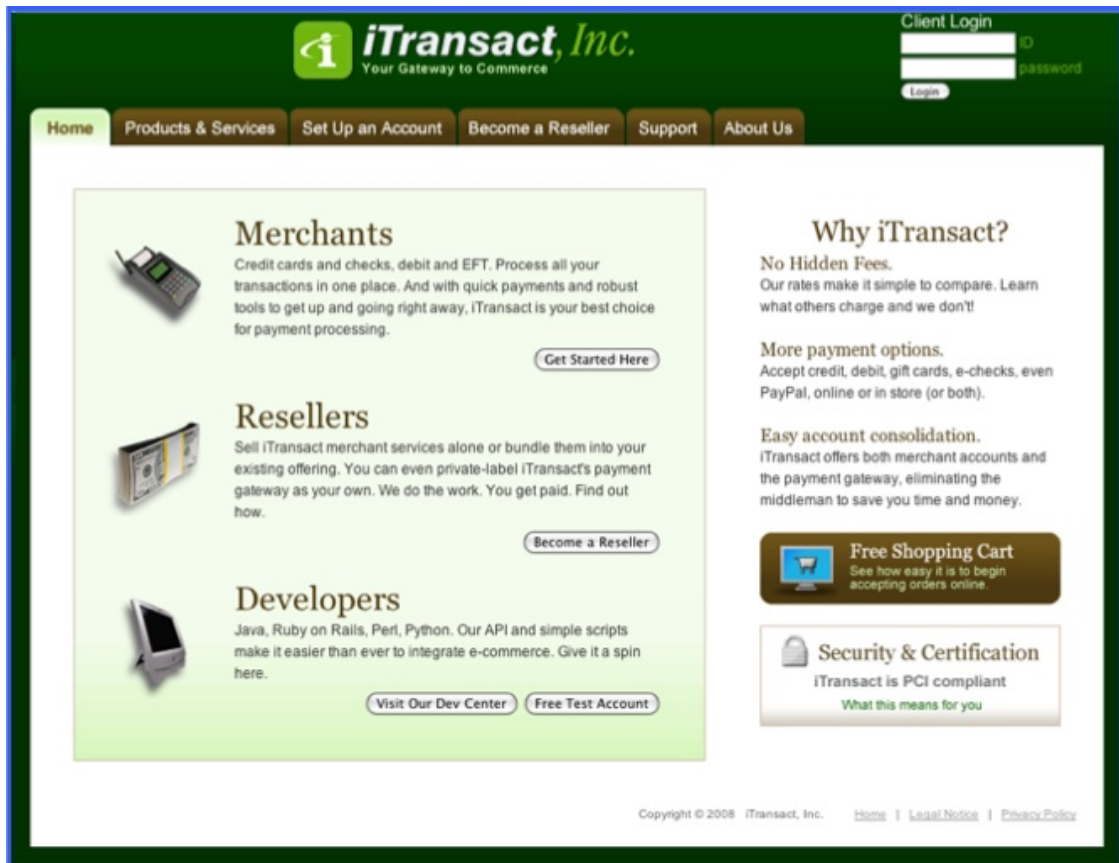 iTransact, Inc.
Your Gateway to Commerce
Client Login
ID
password
Login
Home
Products & Services
Set Up an Account
Become a Reseller
Support
About Us
Merchants
Credit cards and checks, debit and EFT. Process all your
transactions in one place. And with quick payments and robust
tools to get up and going right away, iTransact is your best choice
for payment processing.
Get Started Here
Resellers
Sell iTransact merchant services alone or bundle them into your
existing offering. You can even private-label iTransact's payment
gateway as your own. We do the work. You get paid. Find out
how.
Become a Reseller
Developers
Java, Ruby on Rails, Perl, Python. Our API and simple scripts
make it easier than ever to integrate e-commerce. Give it a spin
here.
Visit Our Dev Center
Free Test Account
Why iTransact?
No Hidden Fees.
Our rates make it simple to compare. Learn
what others charge and we don't!
More payment options.
Accept credit, debit, gift cards, e-checks, even
PayPal, online or in store (or both).
Easy account consolidation.
iTransact offers both merchant accounts and
the payment gateway, eliminating the
middleman to save you time and money.
Free Shopping Cart
See how easy it is to begin
accepting orders online.
Security & Certification
iTransact is PCI compliant
What this means for you
Copyright © 2008 iTransact, Inc. Home | Legal Notice | Privacy Policy